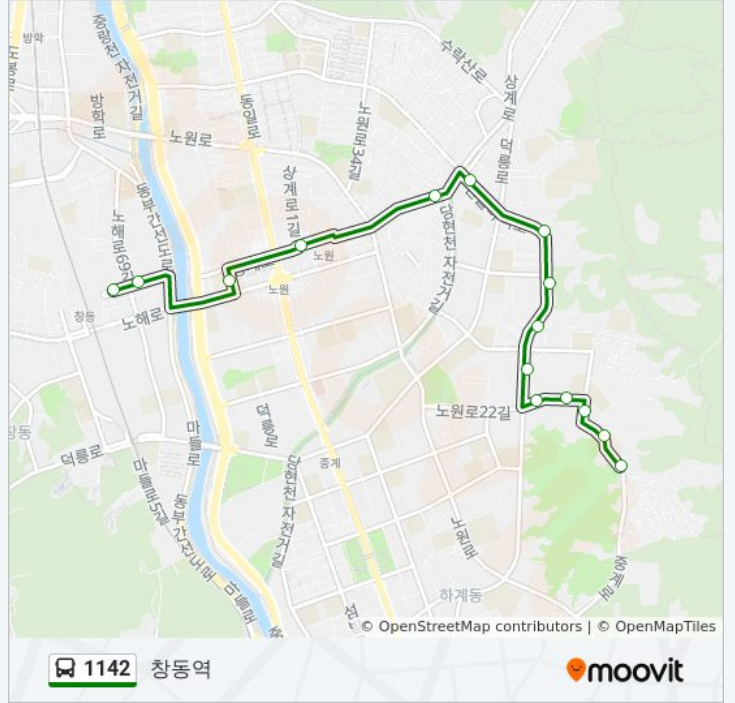 방학
중랑천 자전거길
방학로
노원로
동일로
노원로34길
수락산로
상계로
덕릉로
상계로1길
동부간선도로
노해로69길
당현천 자전거길
노원
노원
창동
노해로
노원로22길
덕릉로
마들로
창동
덕릉로
마들로5길
중계
당현천 자전거길
동부간선도로
마들로
노원로
중계로
하계동
© OpenStreetMap contributors | © OpenMapTiles
1142 창동역
moovit